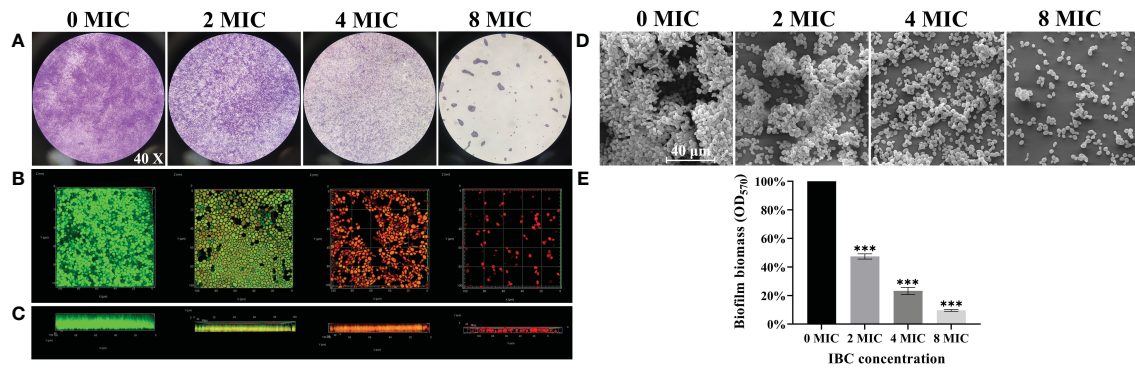 0 MIC 2 MIC 4 MIC 8 MIC
A
40 X
B
C
0 MIC 2 MIC 4 MIC 8 MIC
D
40 μm
E
Biofilm biomass (OD570)
100%
80%
60%
40%
20%
0%
***
***
***
0 MIC 2 MIC 4 MIC 8 MIC
IBC concentration